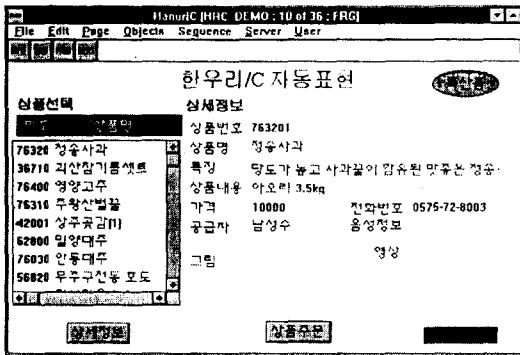 HanuriC [HHC_DEMO : 10 of 36 : FRG]
File Edit Page Objects Sequence Server User
한우리/C 자동표현
상품선택
상세정보
상품번호 763201
76320 청송사과
상품명 청송사과
36710 괴산참기름셋트
특징 당도가 높고 사과꿀이 함유된 맛좋은 청송
76400 영양고추
상품내용 아오리 3.5kg
76310 주왕산벌꿀
가격 10000 전화번호 0575-72-8003
42001 상주곶감(1)
공급자 남성수 음성정보
62800 밀양대추
76030 안동대추
그림 영상
56820 무주구천동 호도
상세정보 상품주문